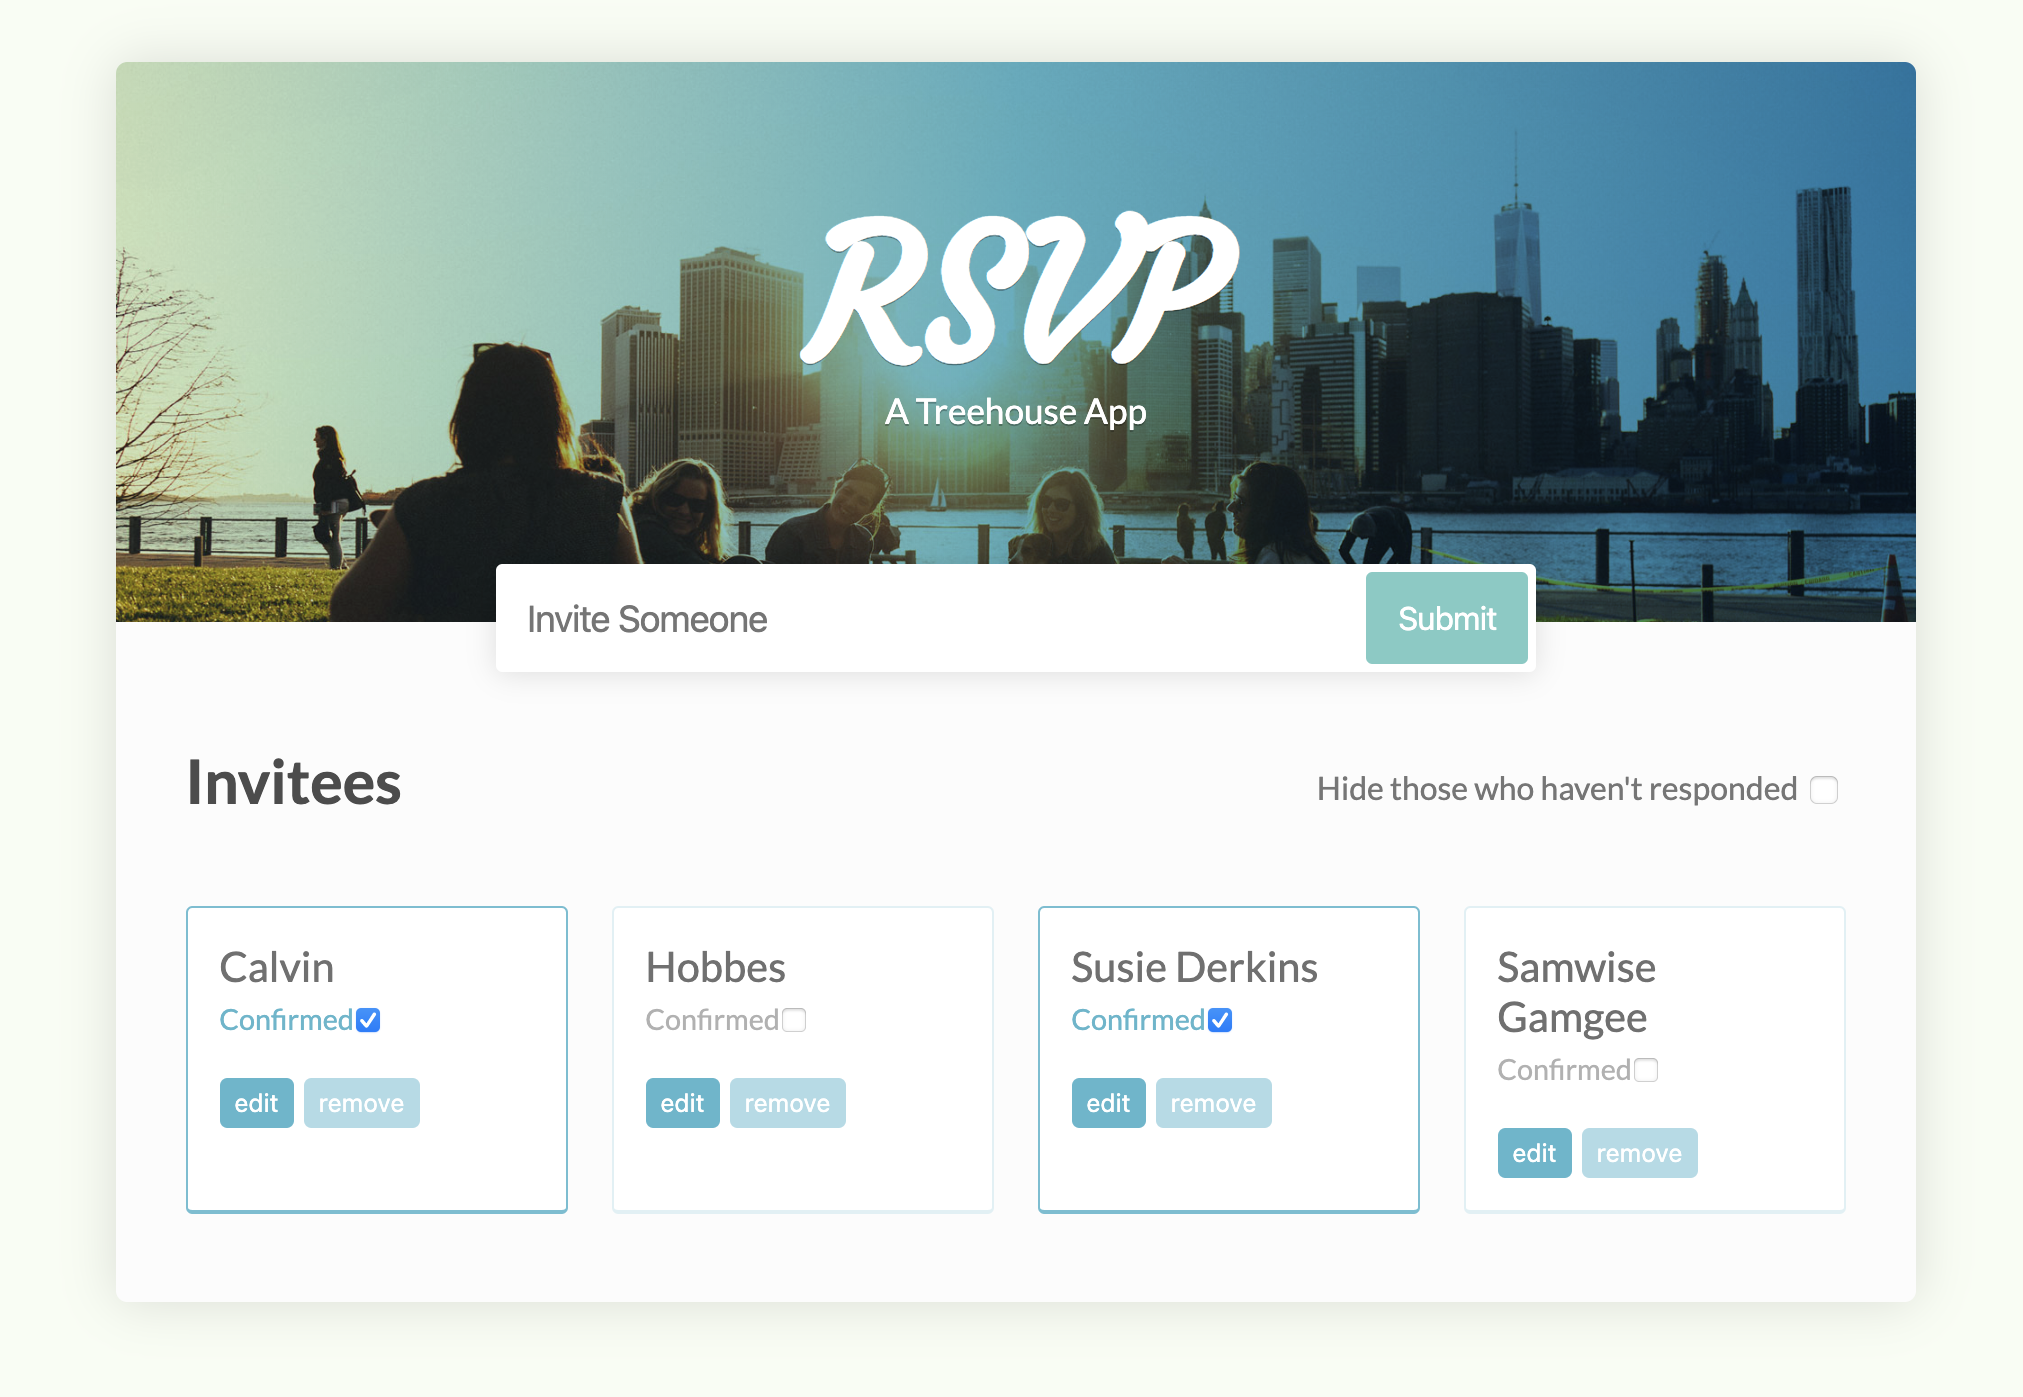 RSVP
A Treehouse App
Invite Someone
Submit
Invitees
Hide those who haven't responded
Calvin
Confirmed
edit
remove
Hobbes
Confirmed
edit
remove
Susie Derkins
Confirmed
edit
remove
Samwise
Gamgee
Confirmed
edit
remove